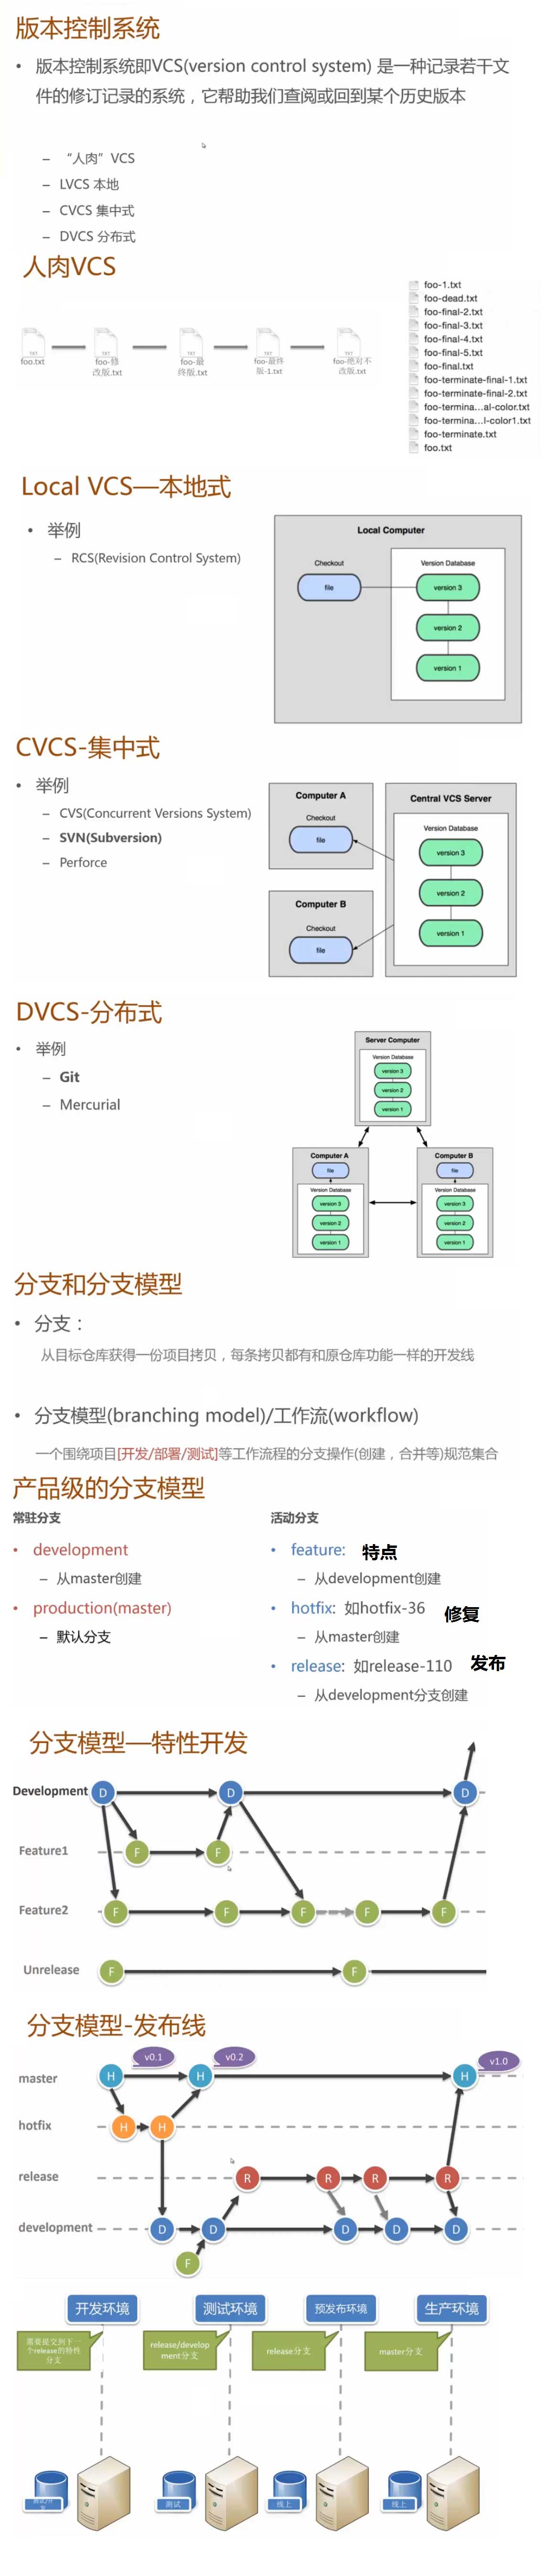 版本控制系统
• 版本控制系统即VCS(version control system) 是一种记录若干文
件的修订记录的系统，它帮助我们查阅或回到某个历史版本
– “人肉”VCS
– LVCS 本地
– CVCS 集中式
– DVCS 分布式
人肉VCS
foo.txt
foo-修
改版.txt
foo-最
终版.txt
foo-最终
版-1.txt
foo-绝对不
改版.txt
foo-1.txt
foo-dead.txt
foo-final-2.txt
foo-final-3.txt
foo-final-4.txt
foo-final-5.txt
foo-final.txt
foo-terminate-final-1.txt
foo-terminate-final-2.txt
foo-termina...al-color.txt
foo-termina...l-color1.txt
foo-terminate.txt
foo.txt
Local VCS—本地式
• 举例
– RCS(Revision Control System)
Local Computer
Checkout
file
Version Database
version 3
version 2
version 1
CVCS-集中式
• 举例
– CVS(Concurrent Versions System)
– SVN(Subversion)
– Perforce
Computer A
Checkout
file
Computer B
Checkout
file
Central VCS Server
Version Database
version 3
version 2
version 1
DVCS-分布式
• 举例
– Git
– Mercurial
Server Computer
Version Database
version 3
version 2
version 1
Computer A
file
Version Database
version 3
version 2
version 1
Computer B
file
Version Database
version 3
version 2
version 1
分支和分支模型
• 分支：
从目标仓库获得一份项目拷贝，每条拷贝都有和原仓库功能一样的开发线
• 分支模型(branching model)/工作流(workflow)
一个围绕项目[开发/部署/测试]等工作流程的分支操作(创建，合并等)规范集合
产品级的分支模型
常驻分支
• development
– 从master创建
• production(master)
– 默认分支
活动分支
• feature: 特点
– 从development创建
• hotfix: 如hotfix-36 修复
– 从master创建
• release: 如release-110 发布
– 从development分支创建
分支模型—特性开发
Development D D D
Feature1 F F
Feature2 F F F F F
Unrelease F F
分支模型-发布线
v0.1 v0.2 v1.0
master H H H
hotfix H H
release R R R R
development D D D D D
F
开发环境 测试环境 预发布环境 生产环境
需要提交到下一
个release的特性
分支
release/develop
ment分支
release分支
master分支
测试 线上 线上